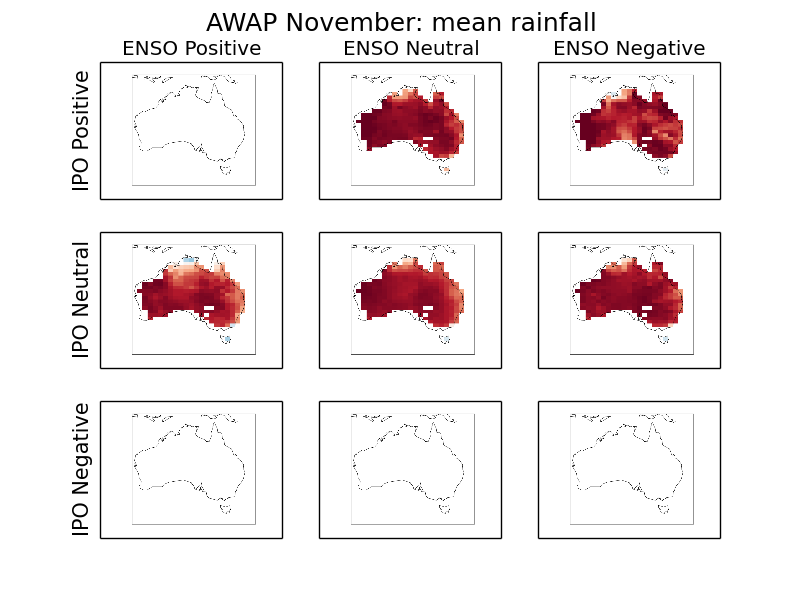 AWAP November: mean rainfall
ENSO Positive
ENSO Neutral
ENSO Negative
IPO Positive
IPO Neutral
IPO Negative